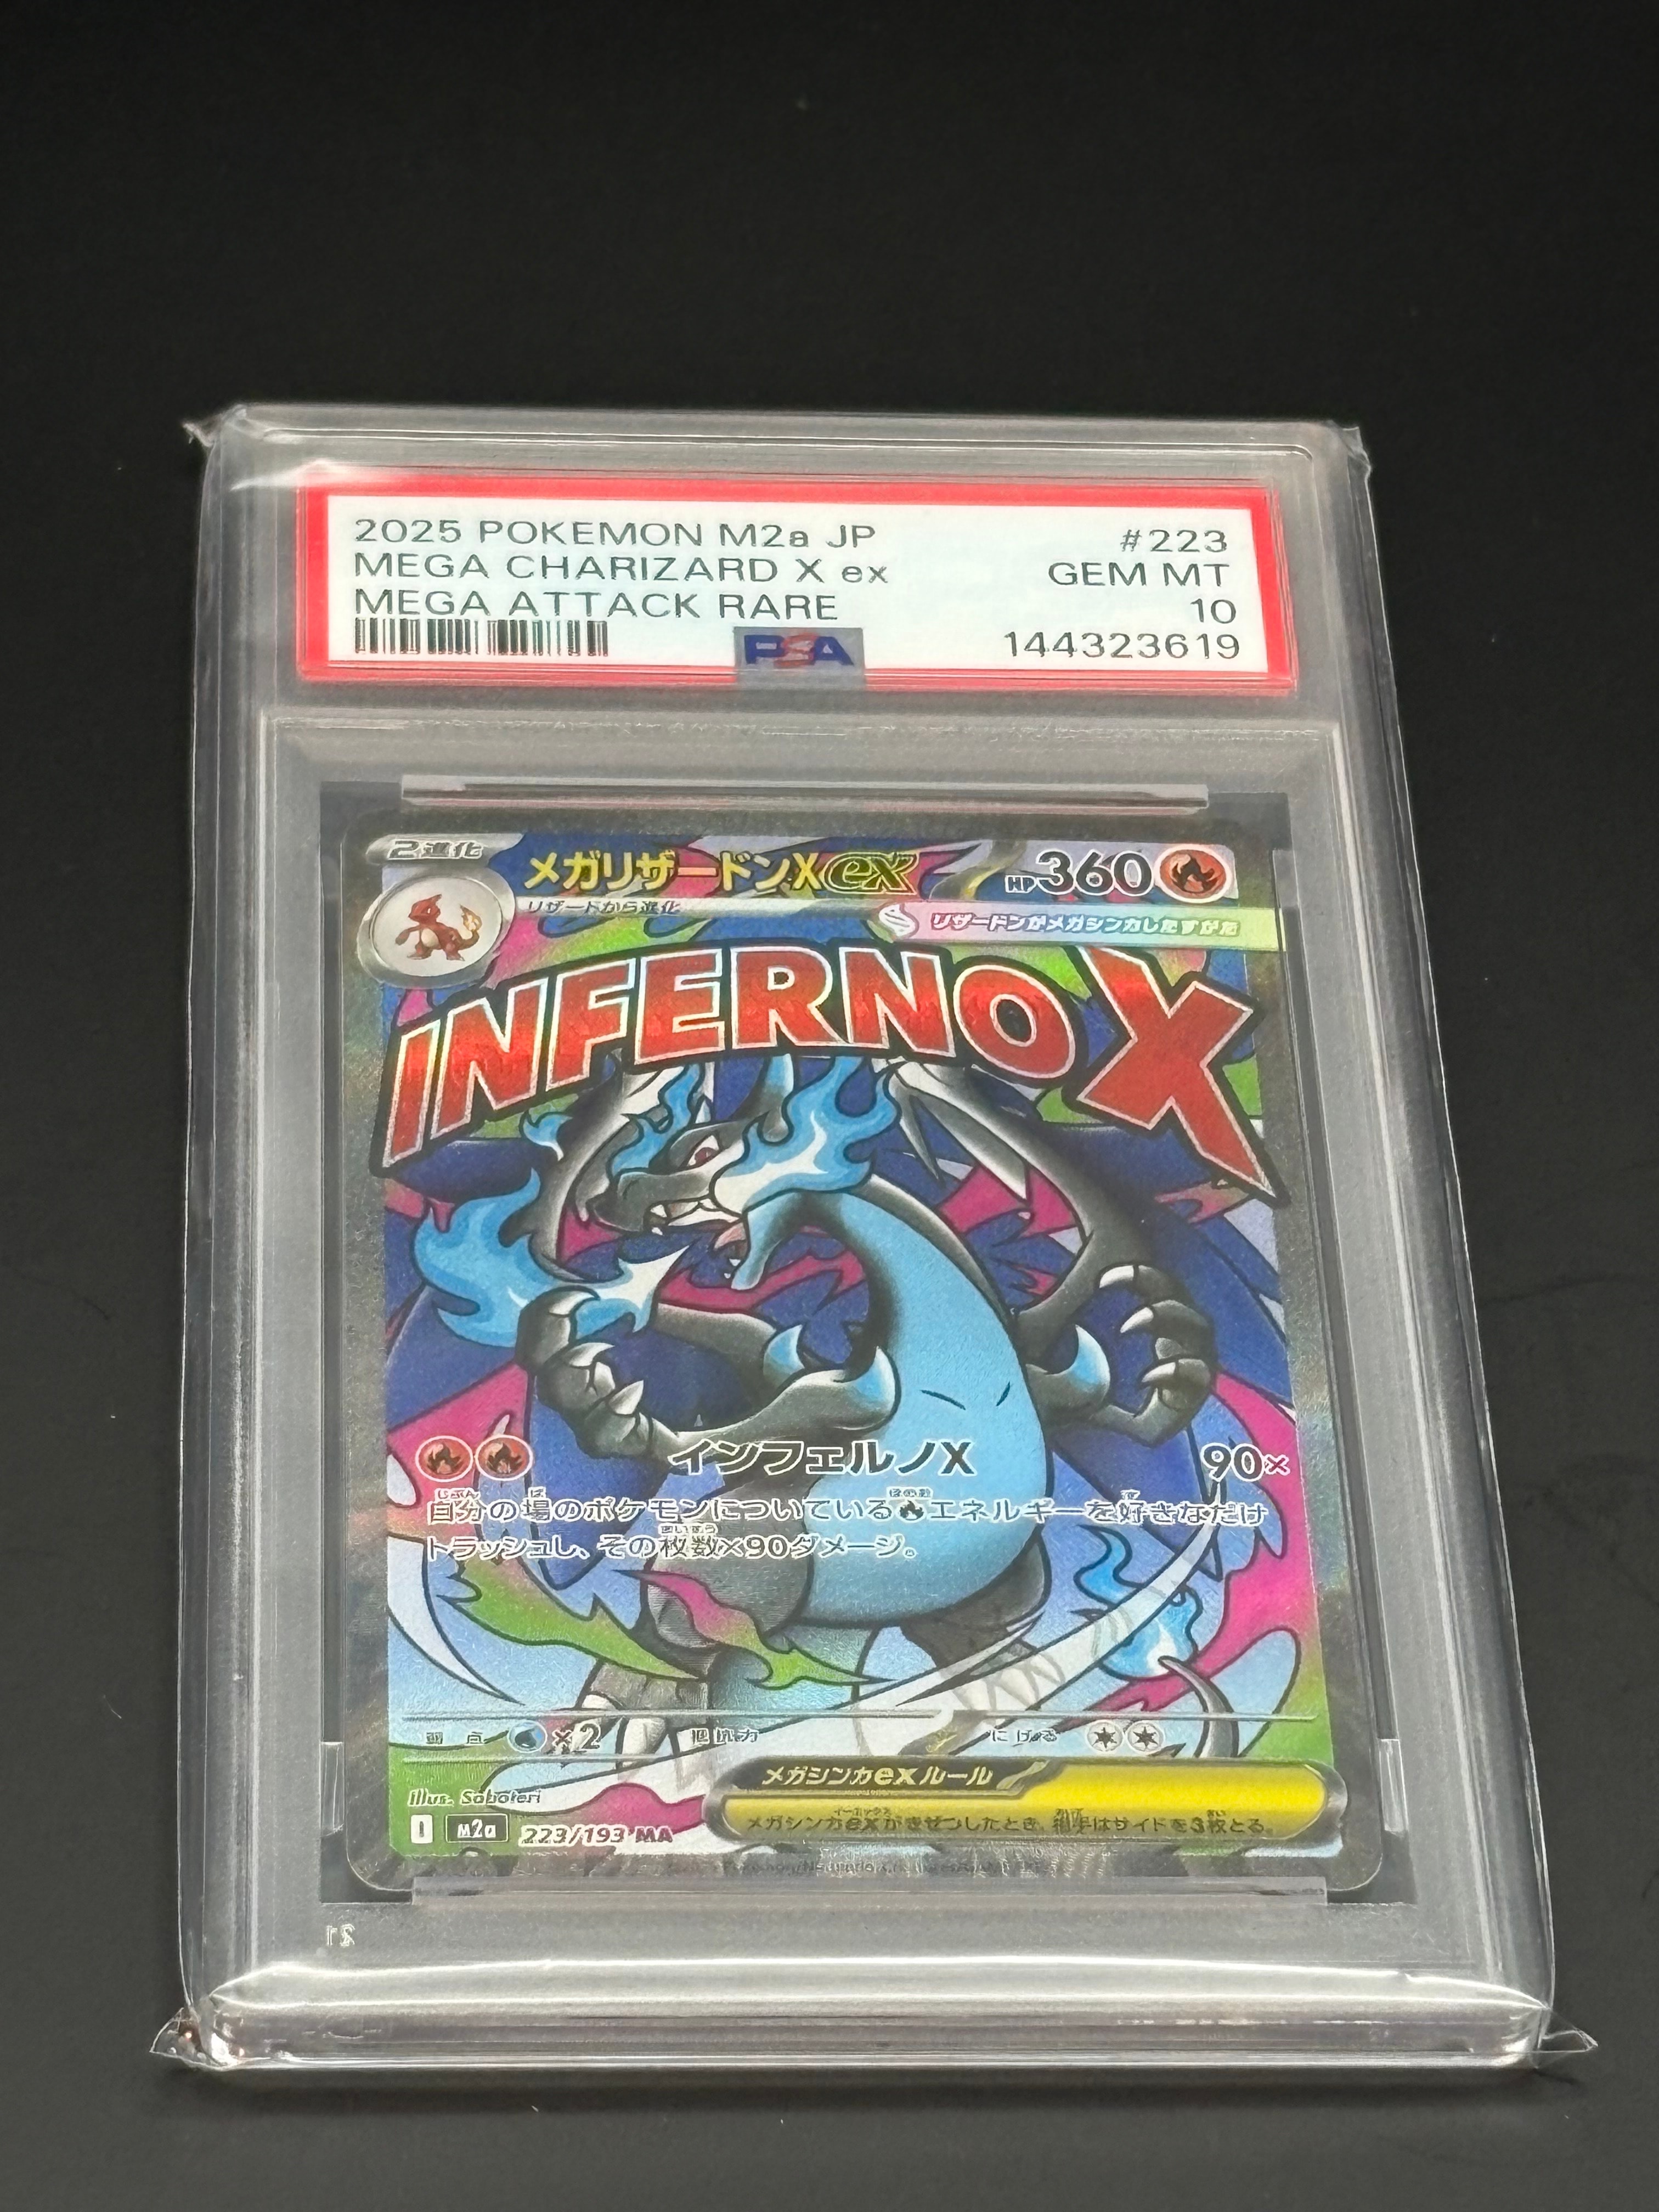 2025 POKEMON M2a JP #223
MEGA CHARIZARD X ex GEM MT
MEGA ATTACK RARE 10
PSA 144323619
2進化
メガリザードンXex HP360
リザードから進化
リザードンがメガシンカしたすがた
INFERNO X
インフェルノX 90×
自分の場のポケモンについているエネルギーを好きなだけ
トラッシュし、その枚数×90ダメージ。
弱点 ×2 抵抗力 にげる
メガシンカexルール
メガシンカexがきぜつしたとき、相手はサイドを3枚とる。
Illus. Saboteri
I M2a 223/193 MA